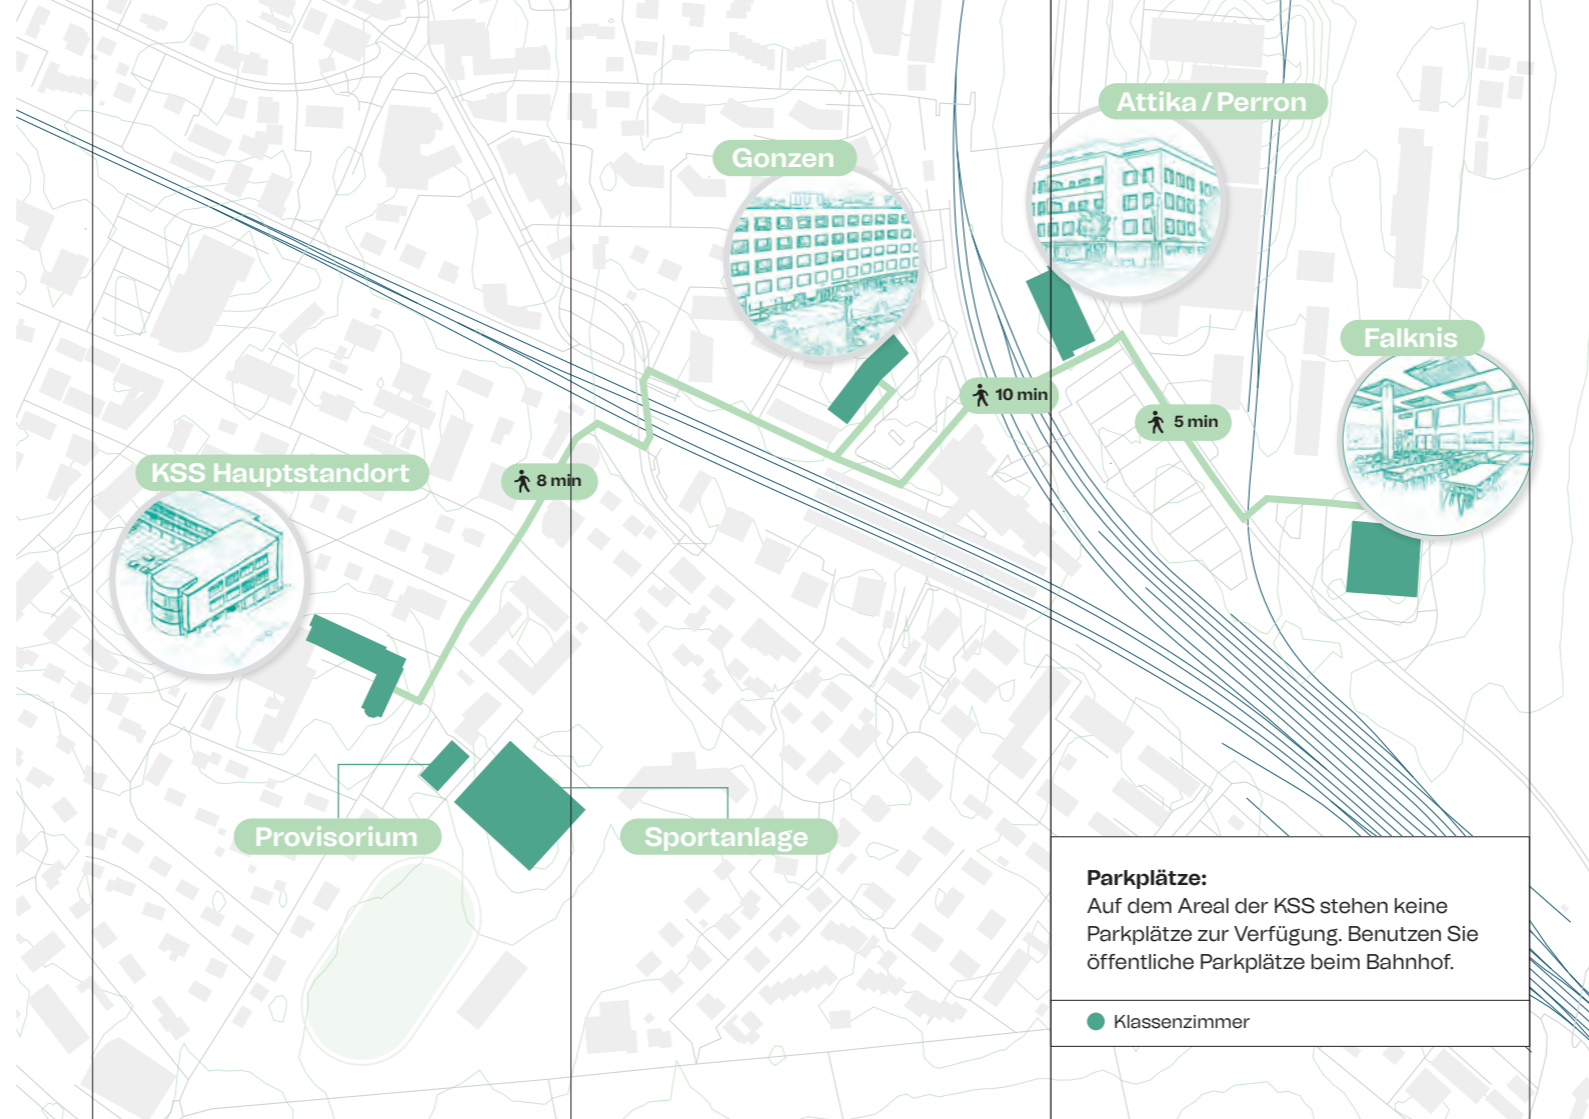 Attika / Perron
Gonzen
Falknis
10 min
5 min
KSS Hauptstandort
8 min
Provisorium
Sportanlage
Parkplätze:
Auf dem Areal der KSS stehen keine
Parkplätze zur Verfügung. Benutzen Sie
öffentliche Parkplätze beim Bahnhof.
Klassenzimmer